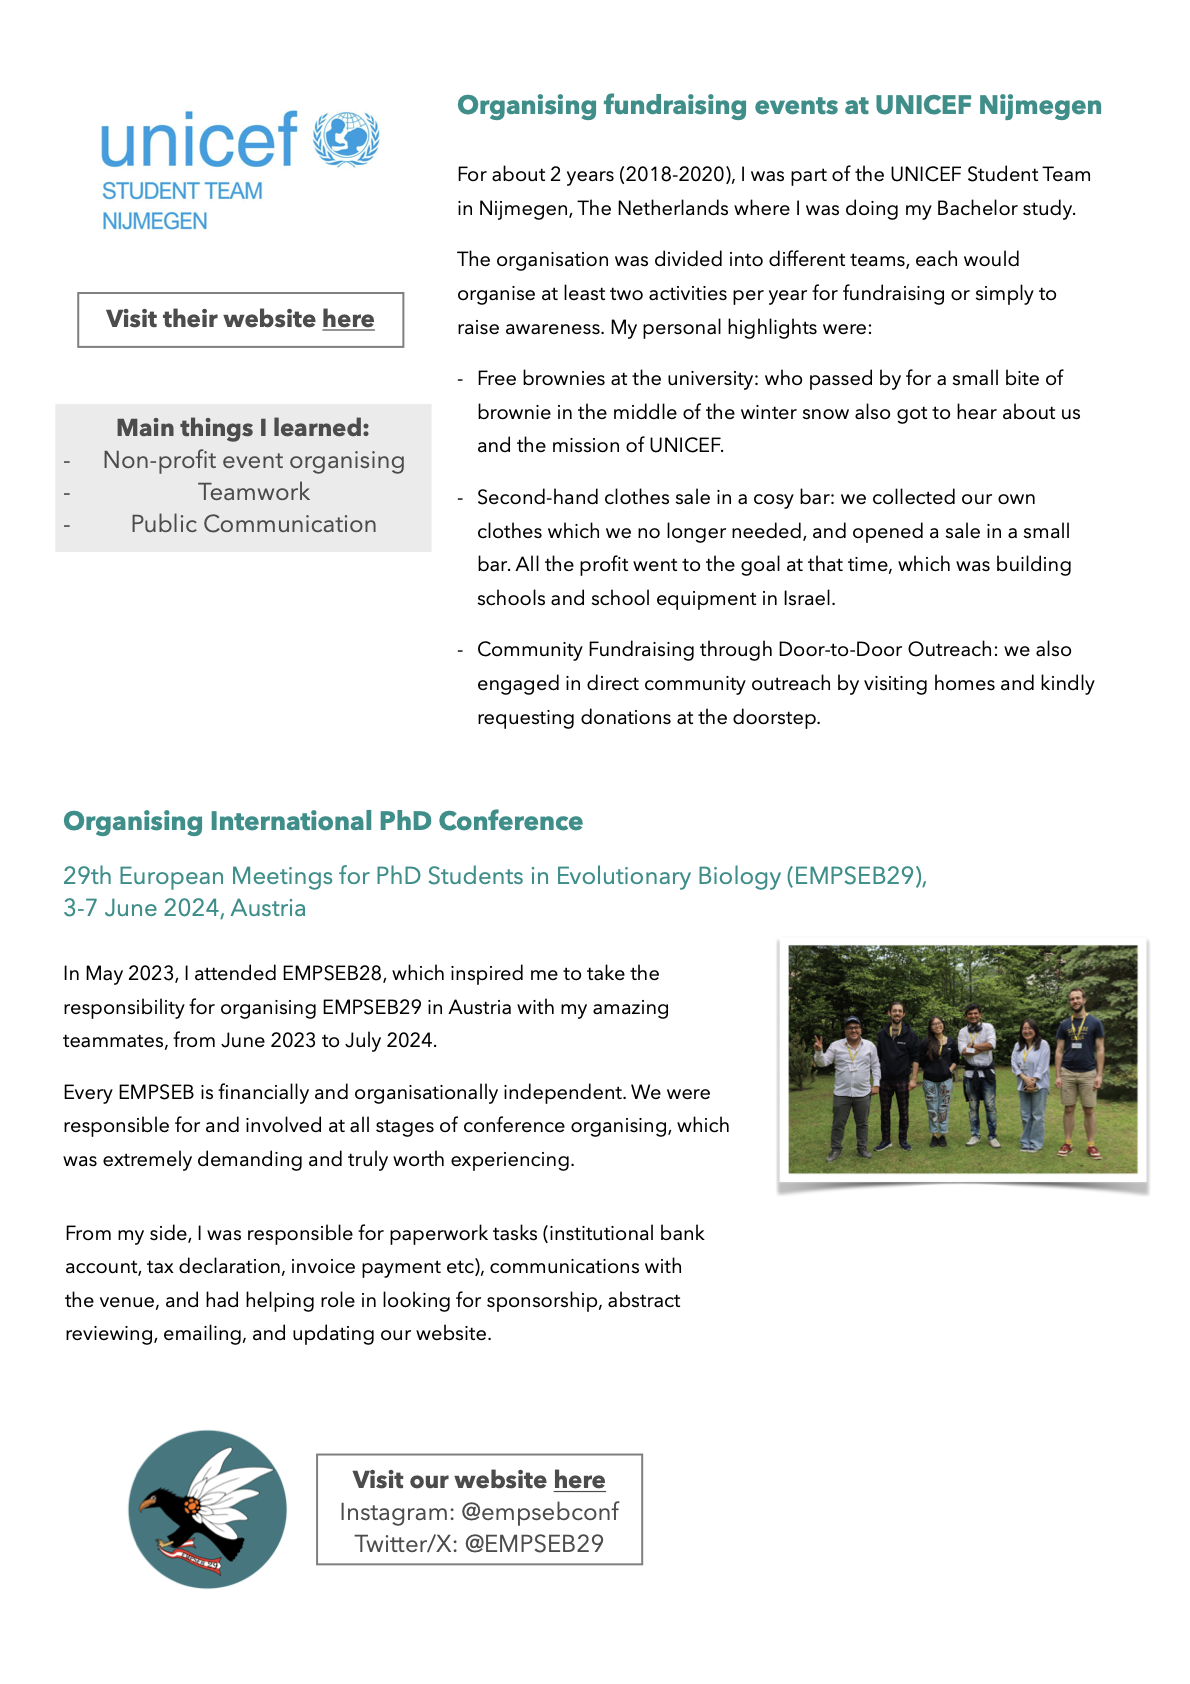 unicef
STUDENT TEAM
NIJMEGEN
Visit their website here
Main things I learned:
- Non-profit event organising
- Teamwork
- Public Communication
Organising fundraising events at UNICEF Nijmegen
For about 2 years (2018-2020), I was part of the UNICEF Student Team
in Nijmegen, The Netherlands where I was doing my Bachelor study.
The organisation was divided into different teams, each would
organise at least two activities per year for fundraising or simply to
raise awareness. My personal highlights were:
- Free brownies at the university: who passed by for a small bite of
brownie in the middle of the winter snow also got to hear about us
and the mission of UNICEF.
- Second-hand clothes sale in a cosy bar: we collected our own
clothes which we no longer needed, and opened a sale in a small
bar. All the profit went to the goal at that time, which was building
schools and school equipment in Israel.
- Community Fundraising through Door-to-Door Outreach: we also
engaged in direct community outreach by visiting homes and kindly
requesting donations at the doorstep.
Organising International PhD Conference
29th European Meetings for PhD Students in Evolutionary Biology (EMPSEB29),
3-7 June 2024, Austria
In May 2023, I attended EMPSEB28, which inspired me to take the
responsibility for organising EMPSEB29 in Austria with my amazing
teammates, from June 2023 to July 2024.
Every EMPSEB is financially and organisationally independent. We were
responsible for and involved at all stages of conference organising, which
was extremely demanding and truly worth experiencing.
From my side, I was responsible for paperwork tasks (institutional bank
account, tax declaration, invoice payment etc), communications with
the venue, and had helping role in looking for sponsorship, abstract
reviewing, emailing, and updating our website.
Visit our website here
Instagram: @empsebconf
Twitter/X: @EMPSEB29